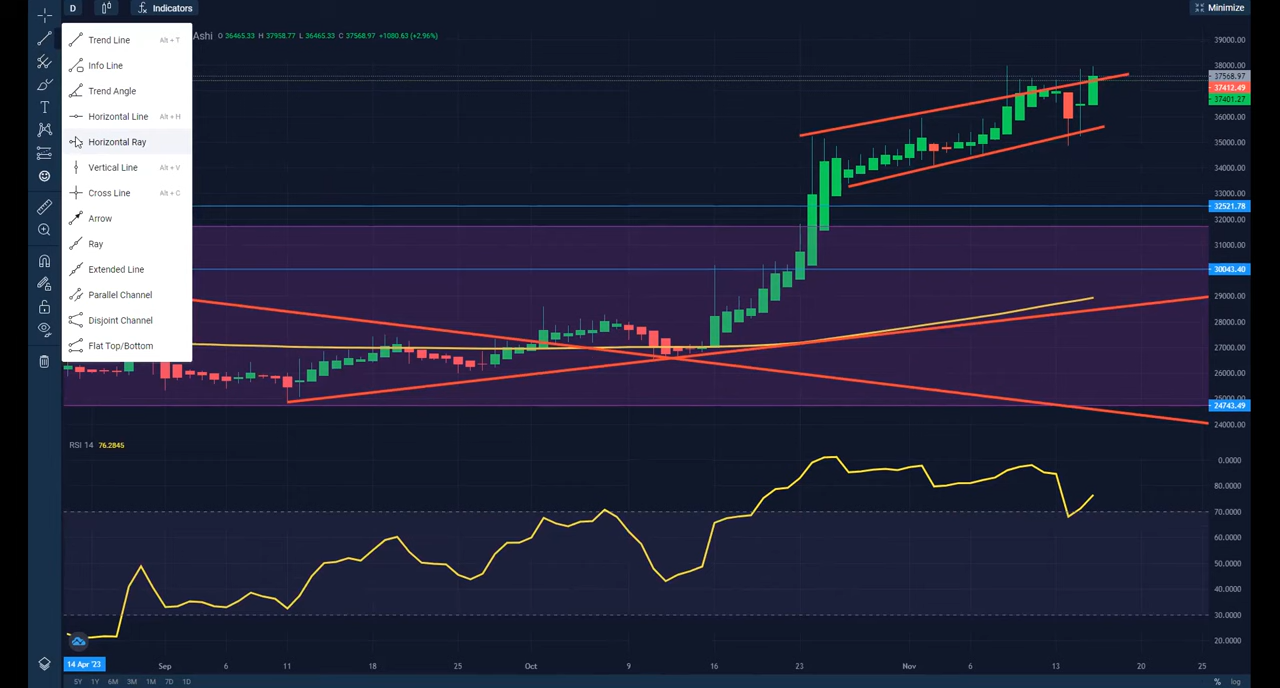 D Indicators Minimize
Ashi O 36465.33 H 37958.77 L 36465.33 C 37568.97 +1080.63 (+2.96%)
Trend Line Alt + T
Info Line
Trend Angle
Horizontal Line Alt + H
Horizontal Ray
Vertical Line Alt + V
Cross Line Alt + C
Arrow
Ray
Extended Line
Parallel Channel
Disjoint Channel
Flat Top/Bottom
39000.00
38000.00
37568.97
37412.49
37401.27
36000.00
35000.00
34000.00
33000.00
32521.78
32000.00
31000.00
30043.40
29000.00
28000.00
27000.00
26000.00
24743.49
24000.00
RSI 14 76.2845
0.0000
80.0000
70.0000
60.0000
50.0000
40.0000
30.0000
20.0000
14 Apr '23 Sep 6 11 18 25 Oct 9 16 23 Nov 6 13 20 25
5Y 1Y 6M 3M 1M 7D 1D % log